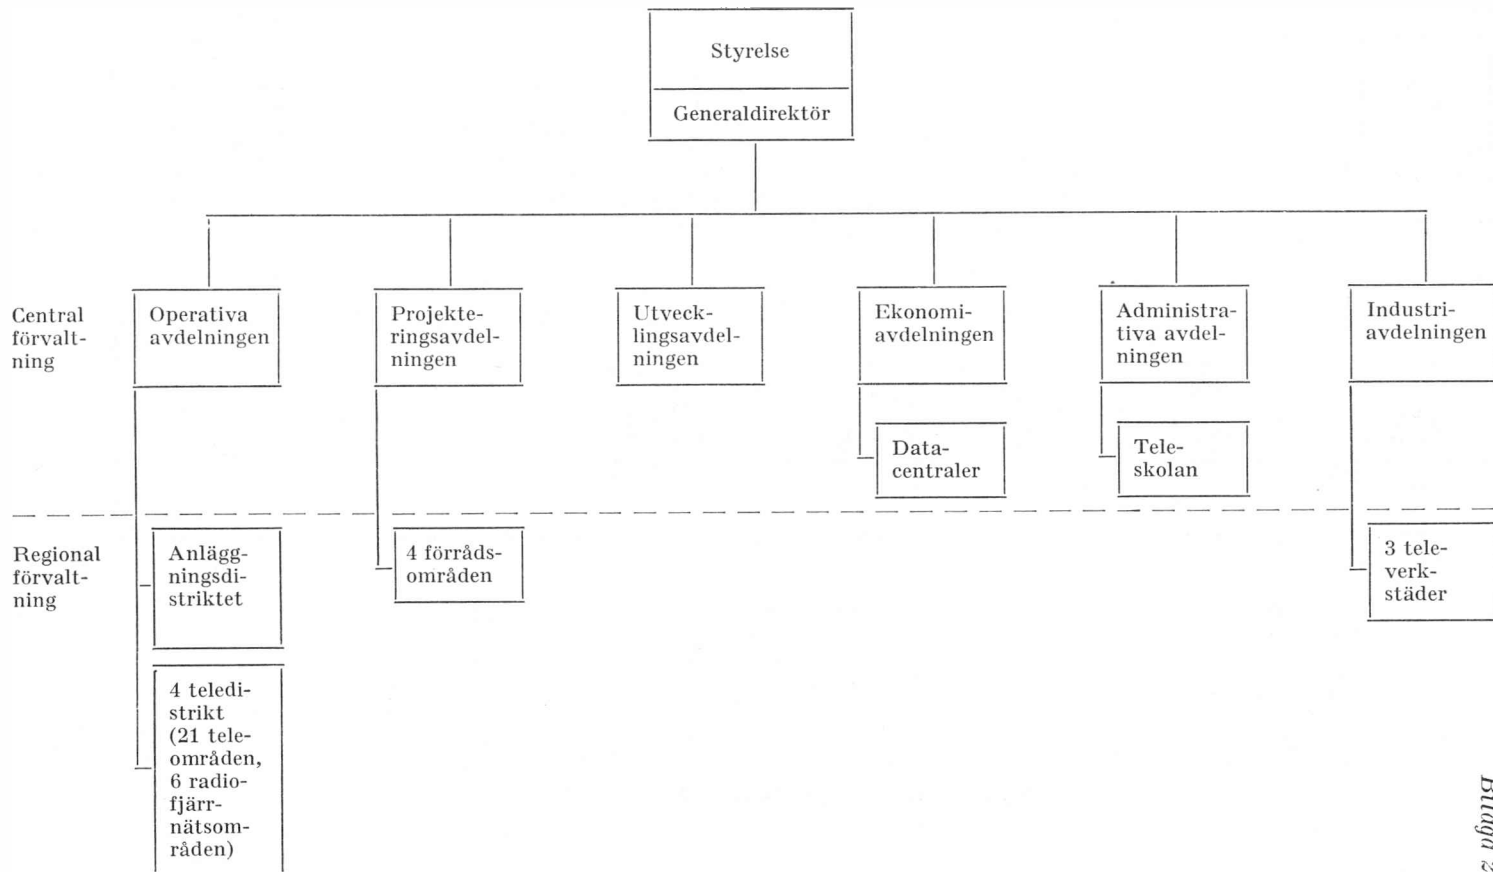 Styrelse
Generaldirektör
Central
förvalt-
ning
Operativa
avdelningen
Projekte-
ringsavdel-
ningen
Utveck-
lingsavdel-
ningen
Ekonomi-
avdelningen
Administra-
tiva avdel-
ningen
Industri-
avdelningen
Data-
centraler
Tele-
skolan
Regional
förvalt-
ning
Anlägg-
ningsdi-
striktet
4 förråds-
områden
3 tele-
verk-
städer
4 teledi-
strikt
(21 tele-
områden,
6 radio-
fjärr-
nätsom-
råden)
Bilaga 2